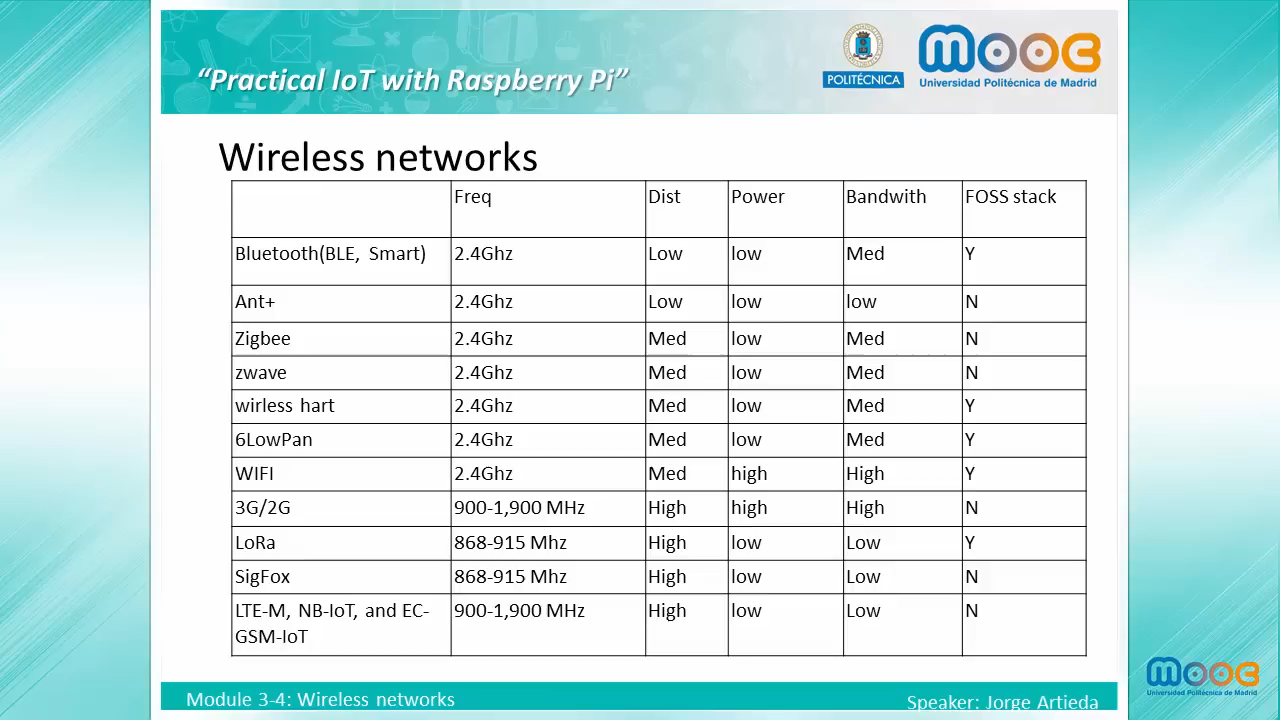 “Practical IoT with Raspberry Pi”
POLITÉCNICA
MOOC
Universidad Politécnica de Madrid
Wireless networks
Freq Dist Power Bandwith FOSS stack
Bluetooth(BLE, Smart) 2.4Ghz Low low Med Y
Ant+ 2.4Ghz Low low low N
Zigbee 2.4Ghz Med low Med N
zwave 2.4Ghz Med low Med N
wirless hart 2.4Ghz Med low Med Y
6LowPan 2.4Ghz Med low Med Y
WIFI 2.4Ghz Med high High Y
3G/2G 900-1,900 MHz High high High N
LoRa 868-915 Mhz High low Low Y
SigFox 868-915 Mhz High low Low N
LTE-M, NB-IoT, and EC- 900-1,900 MHz High low Low N
GSM-IoT
Module 3-4: Wireless networks
Speaker: Jorge Artieda
MOOC
Universidad Politécnica de Madrid